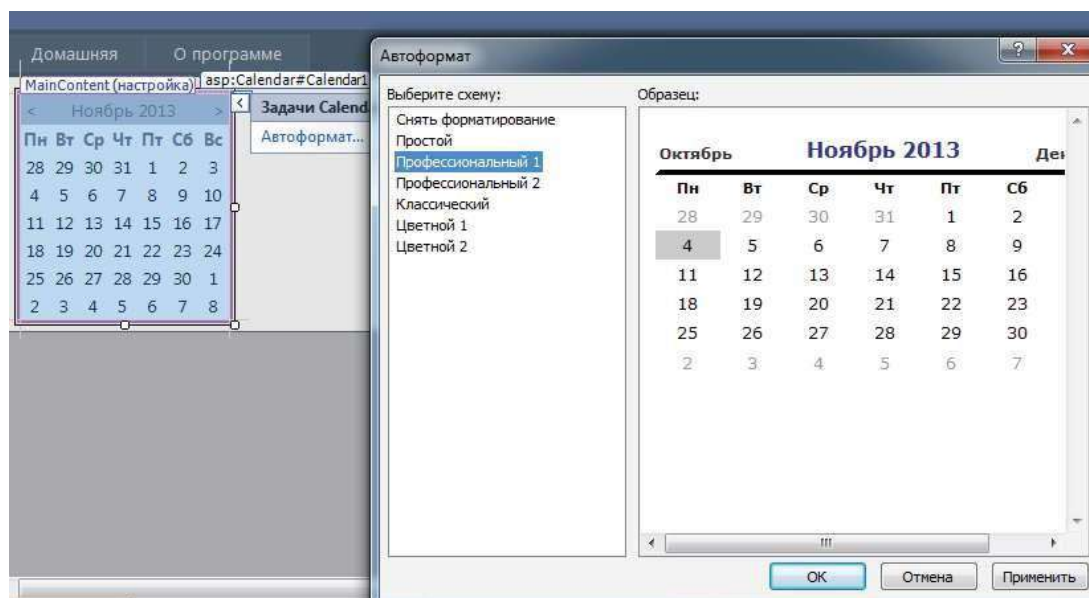 Домашняя О программе
MainContent (настройка) asp:Calendar#Calendar1
< Ноябрь 2013 >
Пн Вт Ср Чт Пт Сб Вс
28 29 30 31 1 2 3
4 5 6 7 8 9 10
11 12 13 14 15 16 17
18 19 20 21 22 23 24
25 26 27 28 29 30 1
2 3 4 5 6 7 8
<
Задачи Calend
Автоформат...
Автоформат
? X
Выберите схему:
Снять форматирование
Простой
Профессиональный 1
Профессиональный 2
Классический
Цветной 1
Цветной 2
Образец:
Октябрь Ноябрь 2013 Дек
Пн Вт Ср Чт Пт Сб
28 29 30 31 1 2
4 5 6 7 8 9
11 12 13 14 15 16
18 19 20 21 22 23
25 26 27 28 29 30
2 3 4 5 6 7
OK Отмена Применить